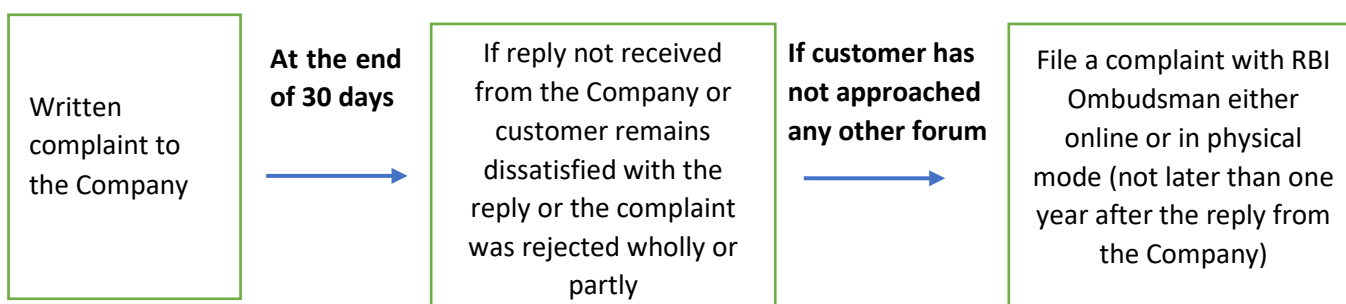 Written
complaint to
the Company
At the end
of 30 days
If reply not received
from the Company or
customer remains
dissatisfied with the
reply or the complaint
was rejected wholly or
partly
If customer has
not approached
any other forum
File a complaint with RBI
Ombudsman either
online or in physical
mode (not later than one
year after the reply from
the Company)